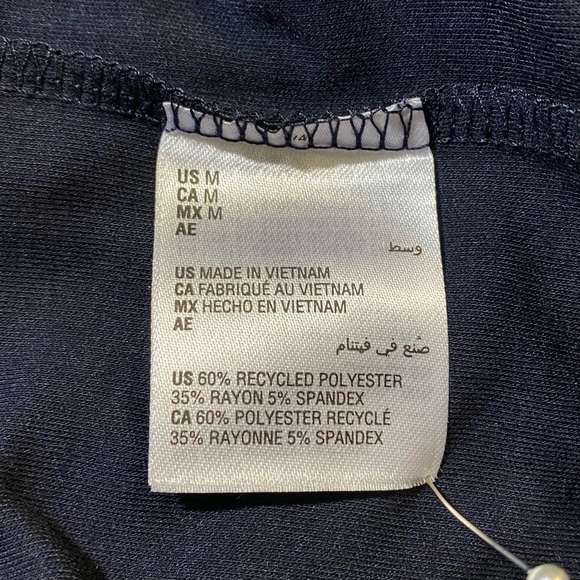 US M
CA M
MX M
AE
وسط
US MADE IN VIETNAM
CA FABRIQUÉ AU VIETNAM
MX HECHO EN VIETNAM
AE
صُنع في فيتنام
US 60% RECYCLED POLYESTER
35% RAYON 5% SPANDEX
CA 60% POLYESTER RECYCLÉ
35% RAYONNE 5% SPANDEX